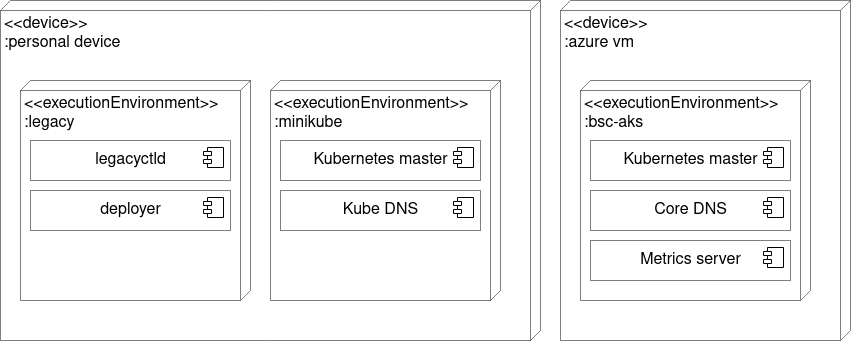 <<device>>
:personal device
<<executionEnvironment>>
:legacy
legacyctld
deployer
<<executionEnvironment>>
:minikube
Kubernetes master
Kube DNS
<<device>>
:azure vm
<<executionEnvironment>>
:bsc-aks
Kubernetes master
Core DNS
Metrics server